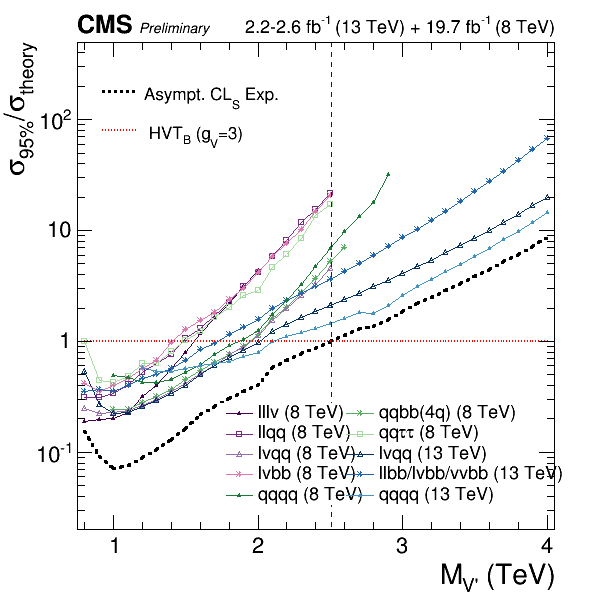 CMS Preliminary 2.2-2.6 fb⁻¹ (13 TeV) + 19.7 fb⁻¹ (8 TeV)
σ95%/σtheory
Asympt. CLS Exp.
HVTB (gV=3)
10²
10
1
10⁻¹
lllν (8 TeV)
llqq (8 TeV)
lνqq (8 TeV)
lνbb (8 TeV)
qqqq (8 TeV)
qqbb(4q) (8 TeV)
qqττ (8 TeV)
lνqq (13 TeV)
llbb/lνbb/ννbb (13 TeV)
qqqq (13 TeV)
1 2 3 4
MV' (TeV)